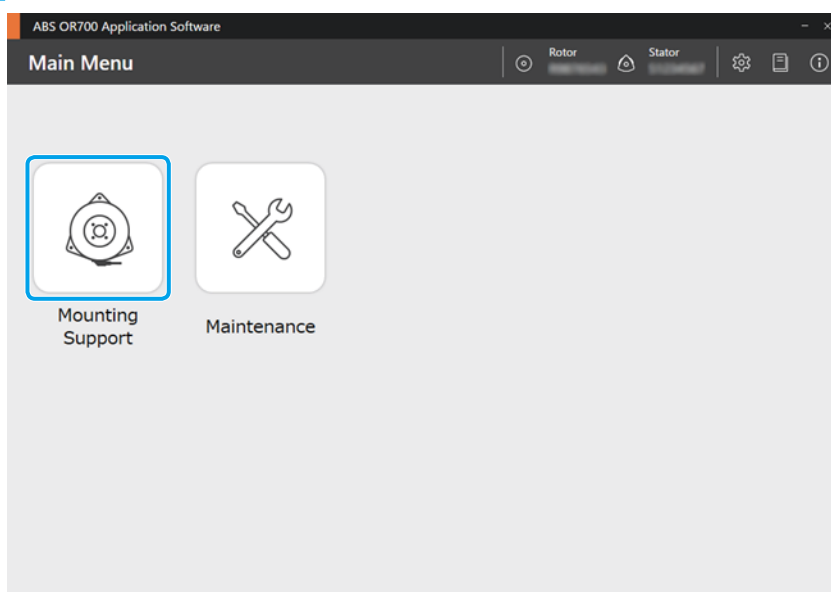 ABS OR700 Application Software
Main Menu
Rotor
Stator
Mounting
Support
Maintenance